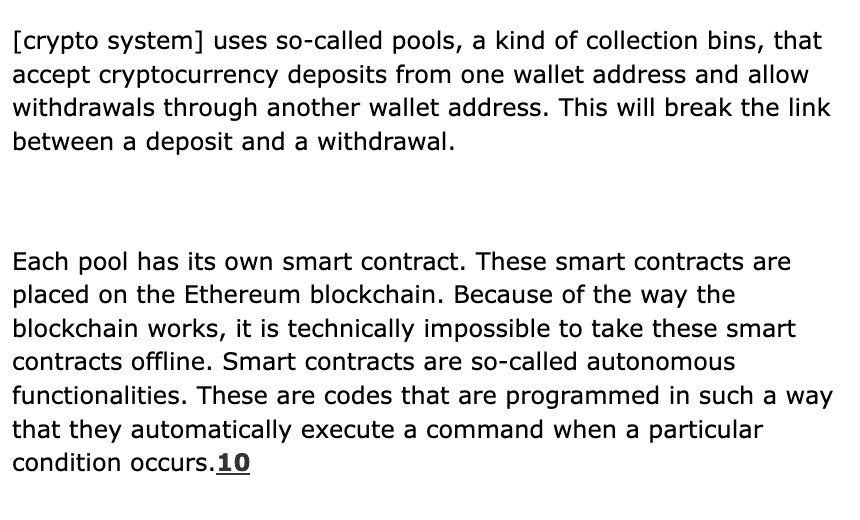 [crypto system] uses so-called pools, a kind of collection bins, that
accept cryptocurrency deposits from one wallet address and allow
withdrawals through another wallet address. This will break the link
between a deposit and a withdrawal.
Each pool has its own smart contract. These smart contracts are
placed on the Ethereum blockchain. Because of the way the
blockchain works, it is technically impossible to take these smart
contracts offline. Smart contracts are so-called autonomous
functionalities. These are codes that are programmed in such a way
that they automatically execute a command when a particular
condition occurs.10